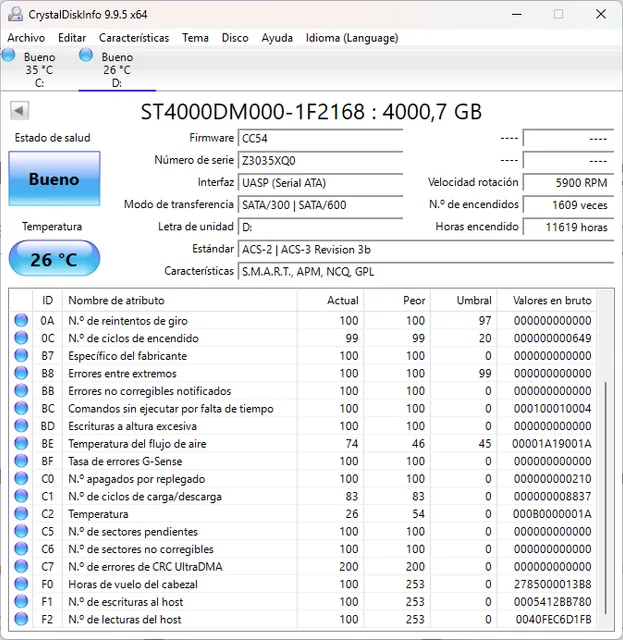 CrystalDiskInfo 9.9.5 x64
Archivo Editar Características Tema Disco Ayuda Idioma (Language)
Bueno Bueno
35 °C 26 °C
C: D:
ST4000DM000-1F2168 : 4000,7 GB
Estado de salud
Bueno
Temperatura
26 °C
Firmware CC54 ---- ----
Número de serie Z3035XQ0 ---- ----
Interfaz UASP (Serial ATA) Velocidad rotación 5900 RPM
Modo de transferencia SATA/300 | SATA/600 N.º de encendidos 1609 veces
Letra de unidad D: Horas encendido 11619 horas
Estándar ACS-2 | ACS-3 Revision 3b
Características S.M.A.R.T., APM, NCQ, GPL
ID Nombre de atributo Actual Peor Umbral Valores en bruto
0A N.º de reintentos de giro 100 100 97 000000000000
0C N.º de ciclos de encendido 99 99 20 000000000649
B7 Específico del fabricante 100 100 0 000000000000
B8 Errores entre extremos 100 100 99 000000000000
BB Errores no corregibles notificados 100 100 0 000000000000
BC Comandos sin ejecutar por falta de tiempo 100 100 0 000100010004
BD Escrituras a altura excesiva 100 100 0 000000000000
BE Temperatura del flujo de aire 74 46 45 00001A19001A
BF Tasa de errores G-Sense 100 100 0 000000000000
C0 N.º apagados por replegado 100 100 0 000000000210
C1 N.º de ciclos de carga/descarga 83 83 0 000000008837
C2 Temperatura 26 54 0 000B0000001A
C5 N.º de sectores pendientes 100 100 0 000000000000
C6 N.º de sectores no corregibles 100 100 0 000000000000
C7 N.º de errores de CRC UltraDMA 200 200 0 000000000000
F0 Horas de vuelo del cabezal 100 253 0 2785000013B8
F1 N.º de escrituras al host 100 253 0 0005412BB780
F2 N.º de lecturas del host 100 253 0 0040FEC6D1FB